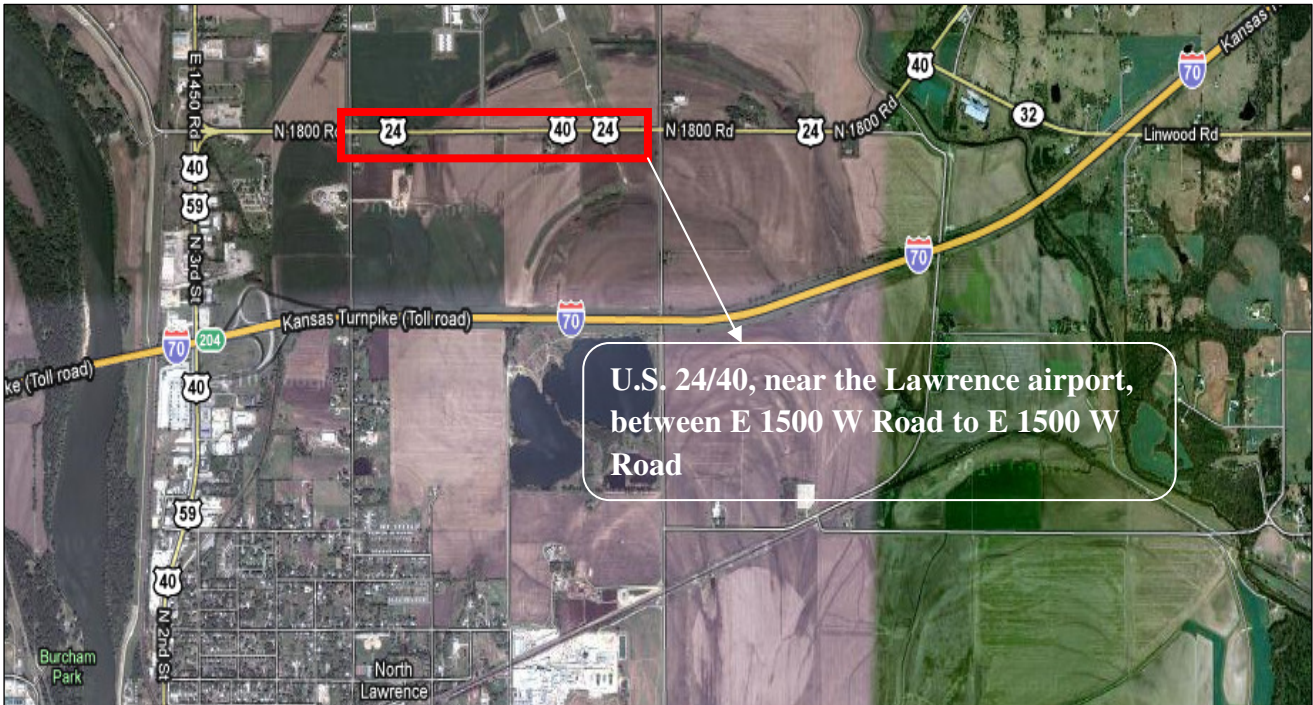 Kansas T
70
40
E 1450 Rd
32
N 1800 Rd
24
40
24
N 1800 Rd
24
N 1800 Rd
Linwood Rd
40
59
N 3rd St
70
Kansas Turnpike (Toll road)
70
70
204
ke (Toll road)
40
U.S. 24/40, near the Lawrence airport,
between E 1500 W Road to E 1500 W
Road
59
40
N 2nd St
Burcham
Park
North
Lawrence